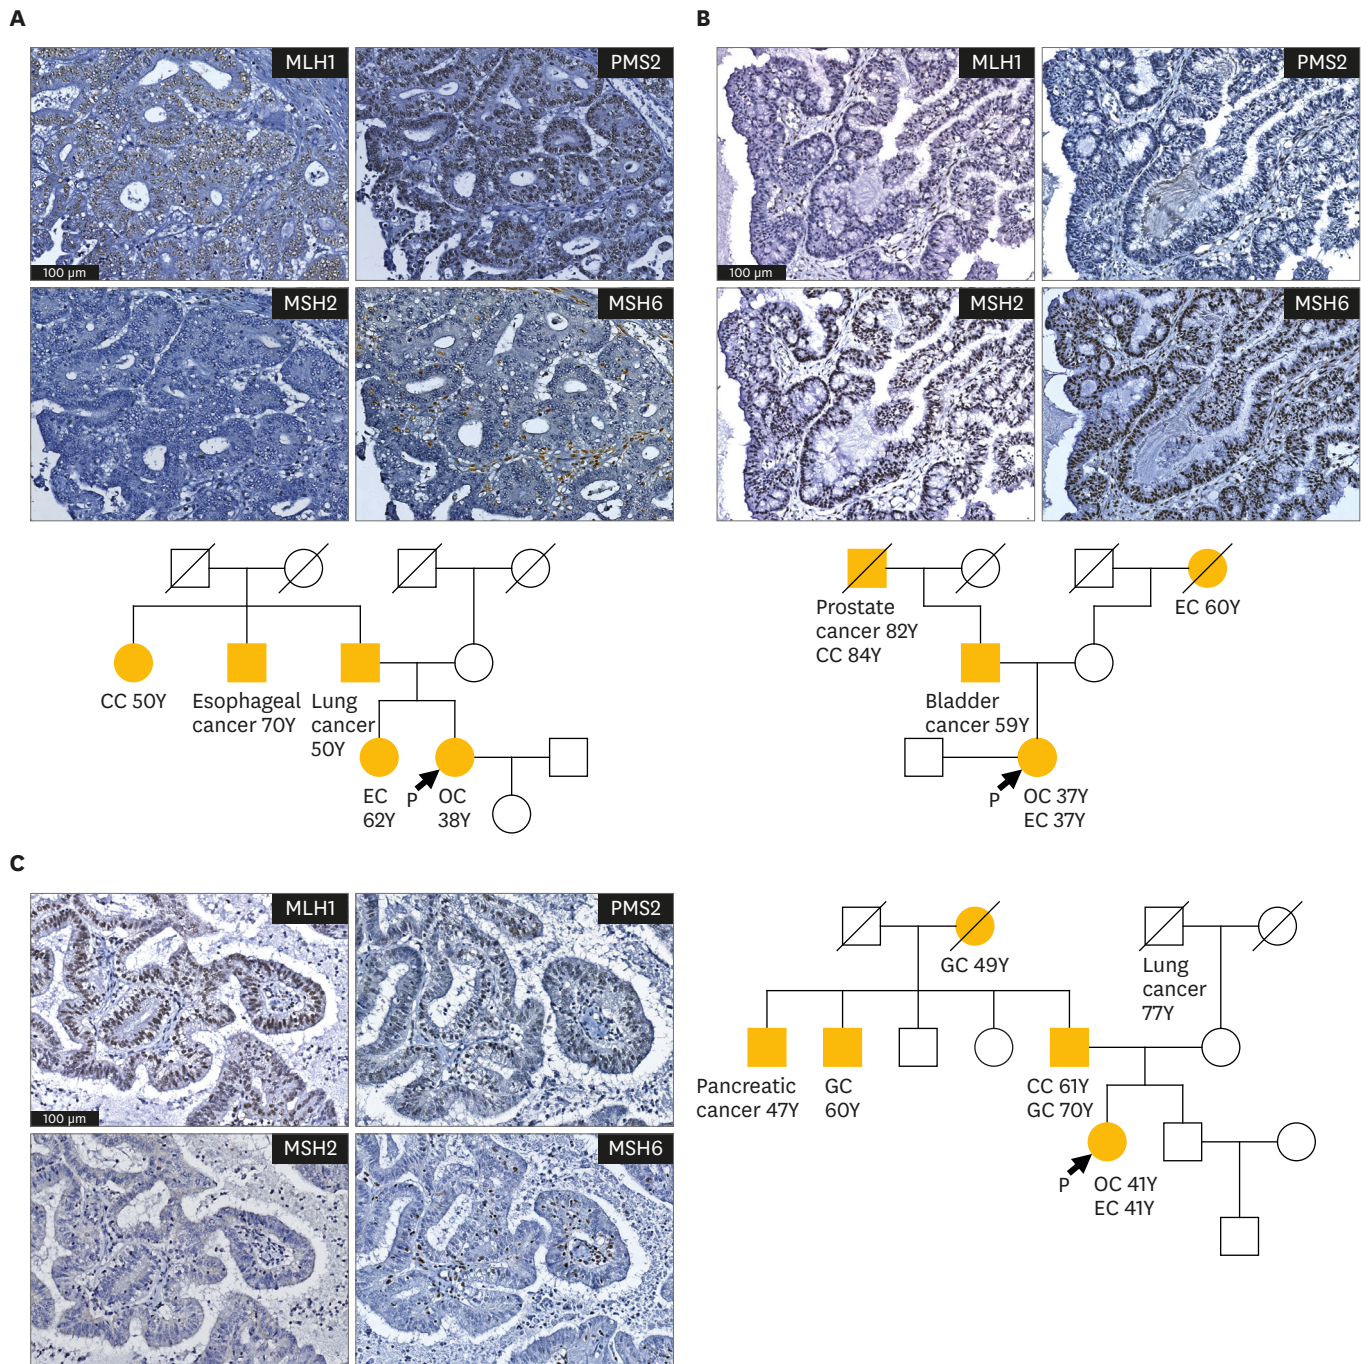 A
MLH1
PMS2
100 µm
MSH2
MSH6
CC 50Y
Esophageal
cancer 70Y
Lung
cancer
50Y
EC
62Y
P
OC
38Y
B
MLH1
PMS2
100 µm
MSH2
MSH6
Prostate
cancer 82Y
CC 84Y
EC 60Y
Bladder
cancer 59Y
P
OC 37Y
EC 37Y
C
MLH1
PMS2
100 µm
MSH2
MSH6
GC 49Y
Lung
cancer
77Y
Pancreatic
cancer 47Y
GC
60Y
CC 61Y
GC 70Y
P
OC 41Y
EC 41Y